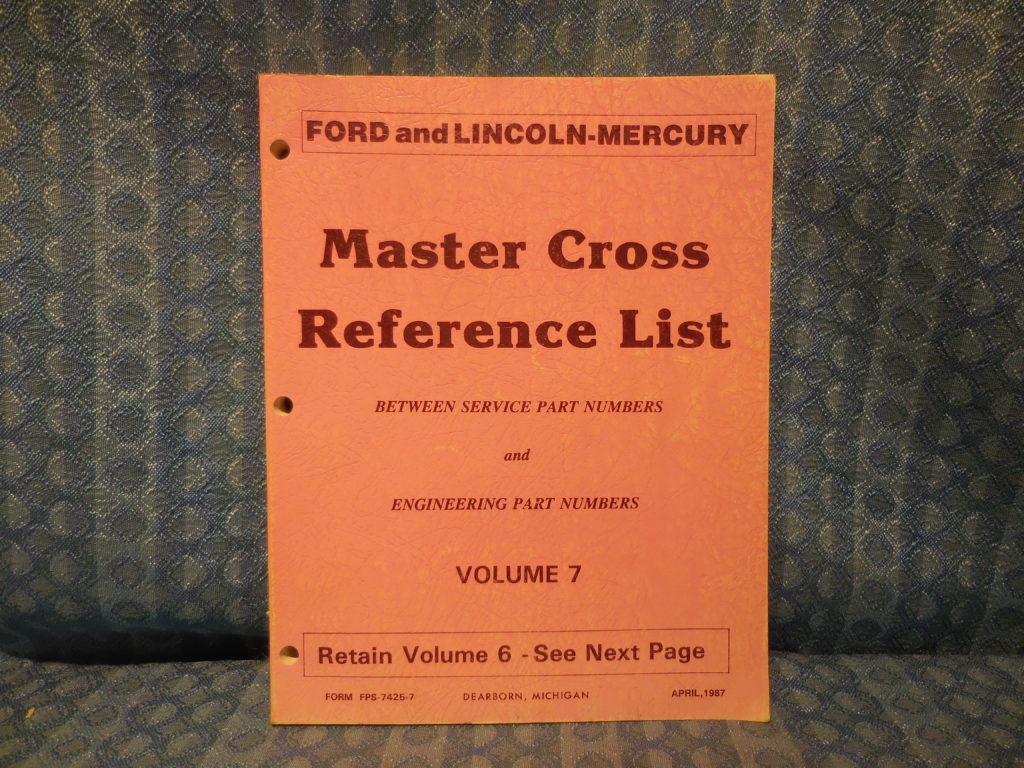 FORD and LINCOLN-MERCURY
Master Cross
Reference List
BETWEEN SERVICE PART NUMBERS
and
ENGINEERING PART NUMBERS
VOLUME 7
Retain Volume 6 - See Next Page
FORM FPS-7425-7 DEARBORN, MICHIGAN APRIL,1987